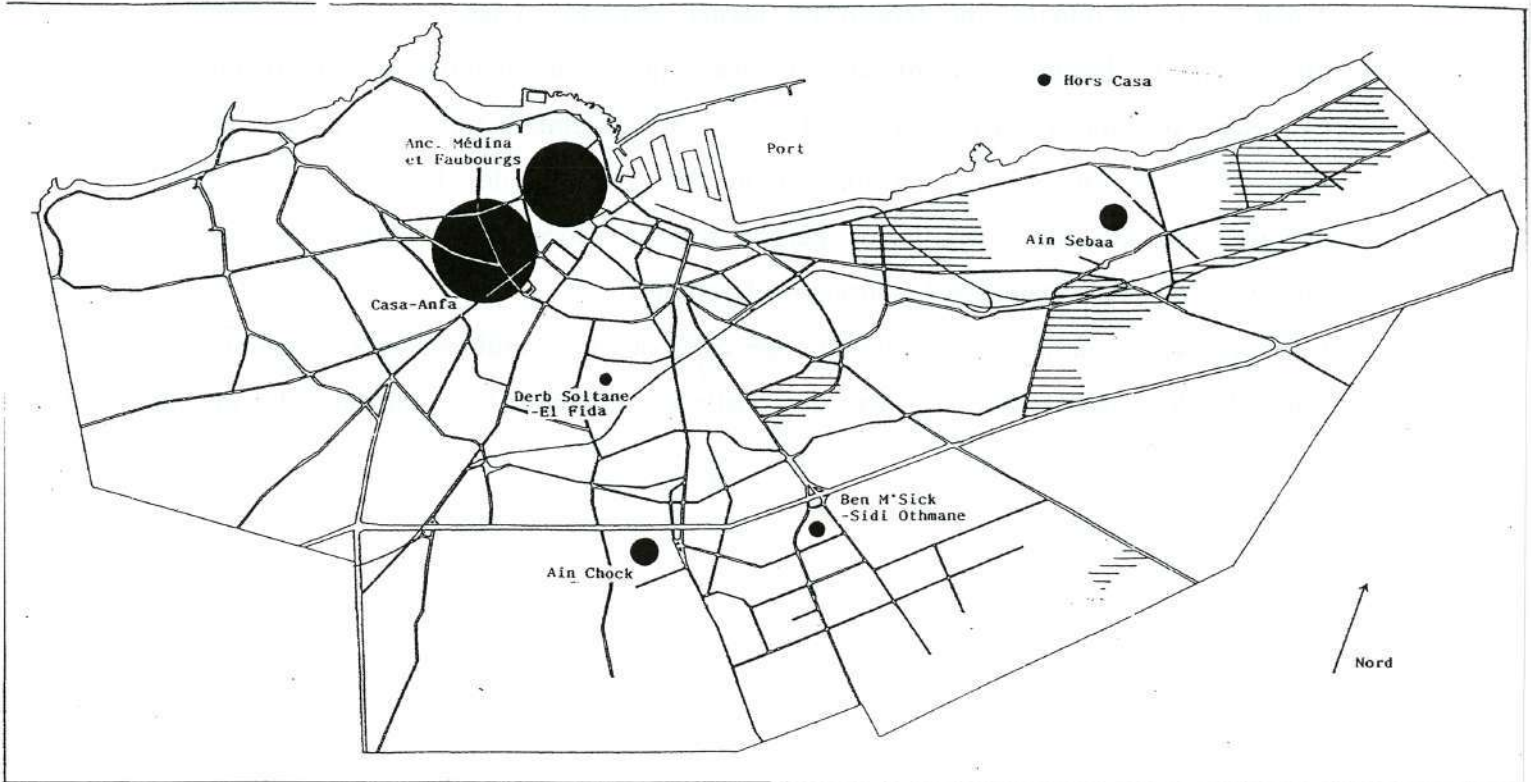 Hors Casa
Anc. Médina
et Faubourgs
Port
Ain Sebaa
Casa-Anfa
Derb Soltane
-El Fida
Ben M'Sick
-Sidi Othmane
Ain Chock
Nord